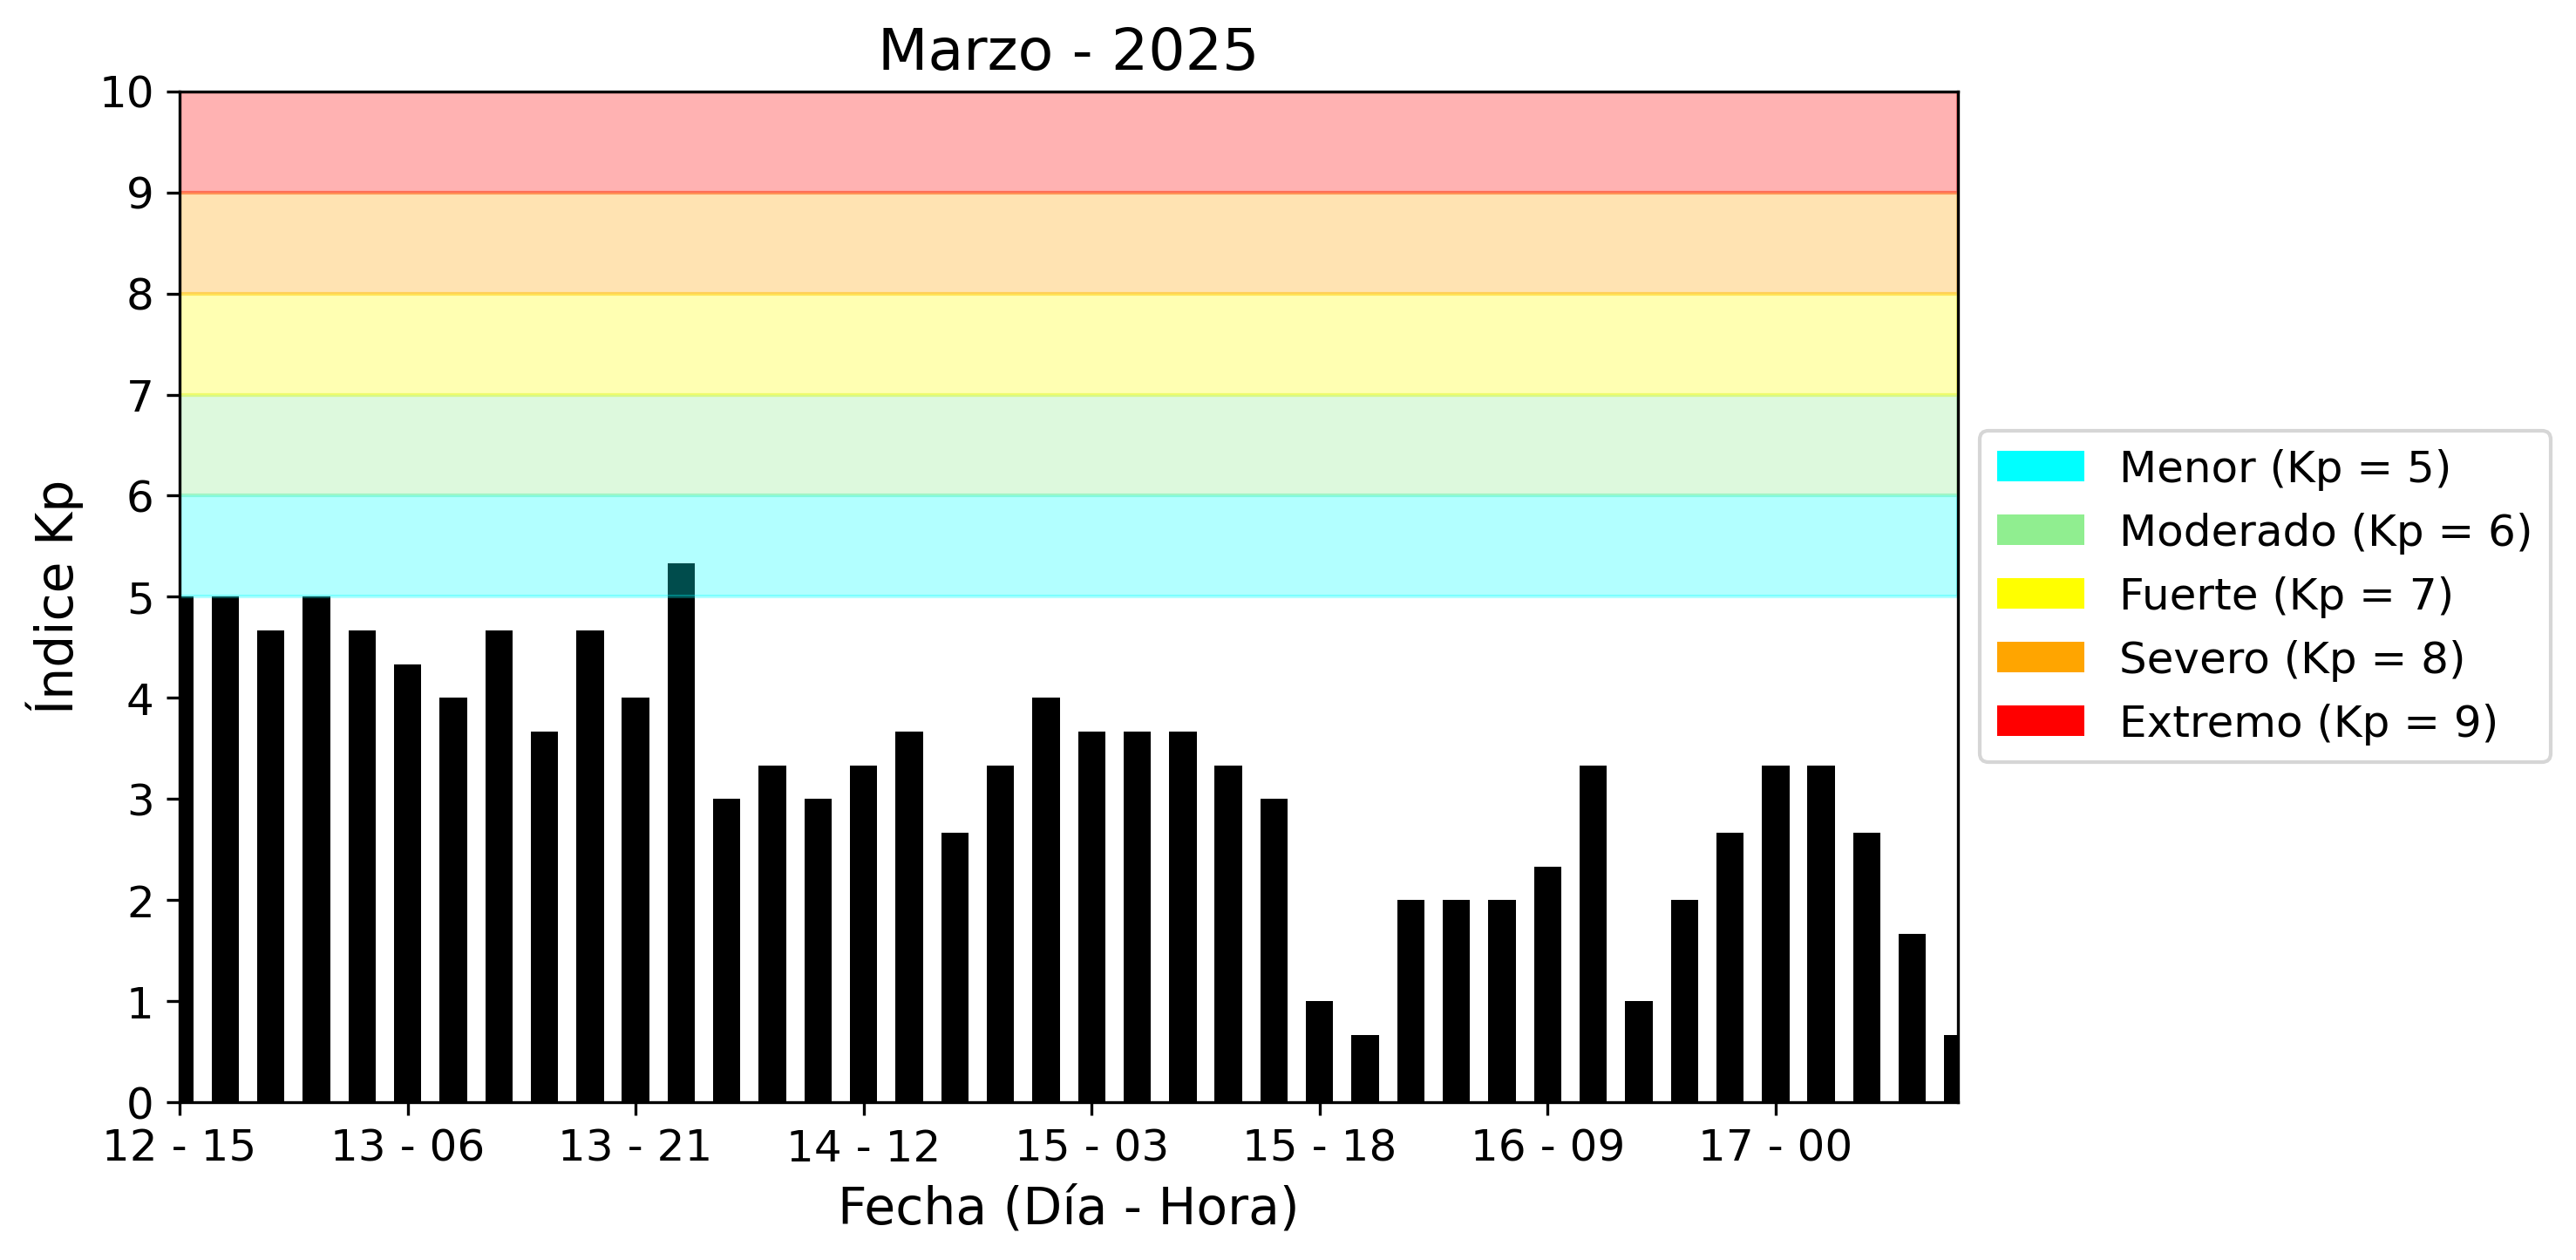 Marzo - 2025
Índice Kp
10
9
8
7
6
5
4
3
2
1
0
12 - 15
13 - 06
13 - 21
14 - 12
15 - 03
15 - 18
16 - 09
17 - 00
Fecha (Día - Hora)
Menor (Kp = 5)
Moderado (Kp = 6)
Fuerte (Kp = 7)
Severo (Kp = 8)
Extremo (Kp = 9)